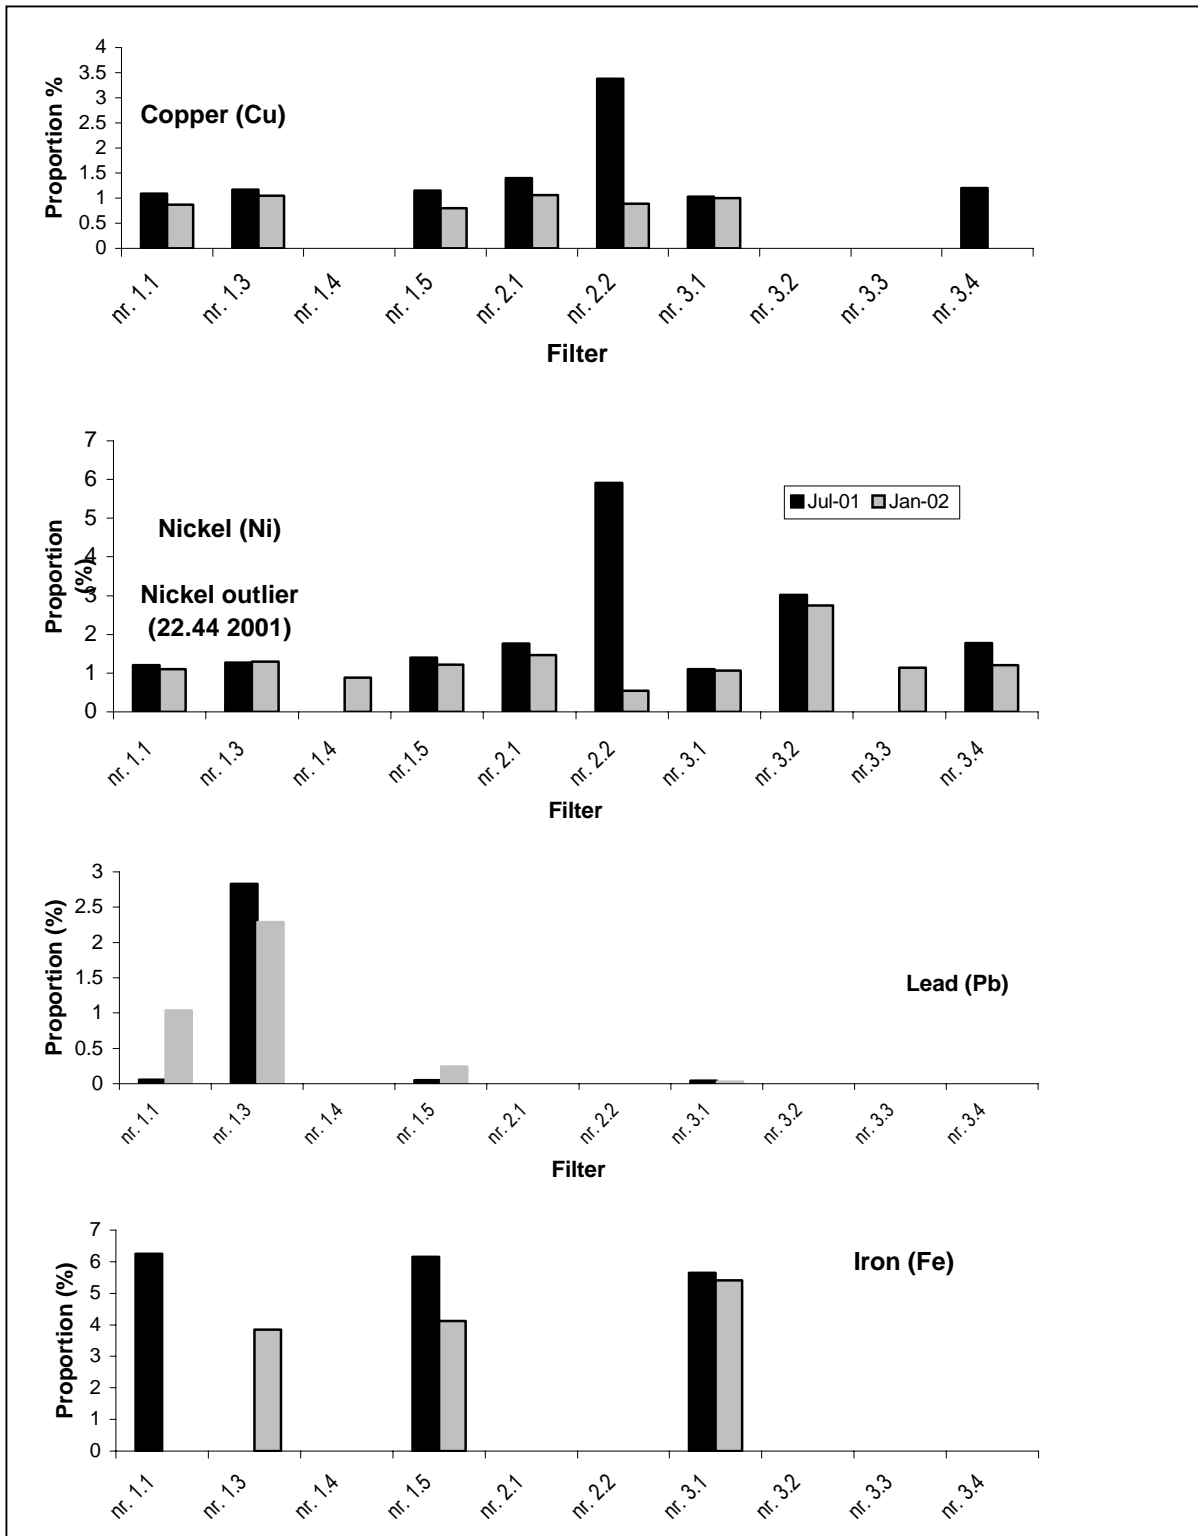 4
3.5
3
2.5
2
1.5
1
0.5
0
Proportion %
Copper (Cu)
nr. 1.1
nr. 1.3
nr. 1.4
nr. 1.5
nr. 2.1
nr. 2.2
nr. 3.1
nr. 3.2
nr. 3.3
nr. 3.4
Filter
7
6
5
4
3
2
1
0
Proportion
(%)
Nickel (Ni)
Nickel outlier
(22.44 2001)
Jul-01 Jan-02
nr. 1.1
nr. 1.3
nr. 1.4
nr. 1.5
nr. 2.1
nr. 2.2
nr. 3.1
nr. 3.2
nr.3.3
nr. 3.4
Filter
3
2.5
2
1.5
1
0.5
0
Proportion (%)
Lead (Pb)
nr. 1.1
nr. 1.3
nr. 1.4
nr. 1.5
nr. 2.1
nr. 2.2
nr. 3.1
nr. 3.2
nr. 3.3
nr. 3.4
Filter
7
6
5
4
3
2
1
0
Proportion (%)
Iron (Fe)
nr. 1.1
nr. 1.3
nr. 1.4
nr. 1.5
nr. 2.1
nr. 2.2
nr. 3.1
nr. 3.2
nr. 3.3
nr. 3.4